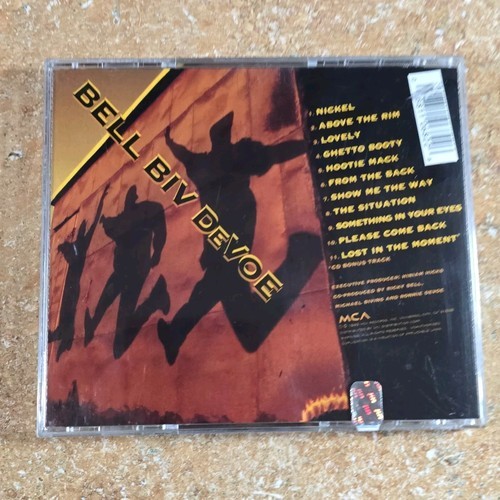 BELL BIV DEVOE
1. NICKEL
2. ABOVE THE RIM
3. LOVELY
4. GHETTO BOOTY
5. HOOTIE MACK
6. FROM THE BACK
7. SHOW ME THE WAY
8. THE SITUATION
9. SOMETHING IN YOUR EYES
10. PLEASE COME BACK
11. LOST IN THE MOMENT*
*CD BONUS TRACK
EXECUTIVE PRODUCER: HIRIAM HICKS
CO-PRODUCED BY RICKY BELL,
MICHAEL BIVINS AND RONNIE DEVOE
MCA